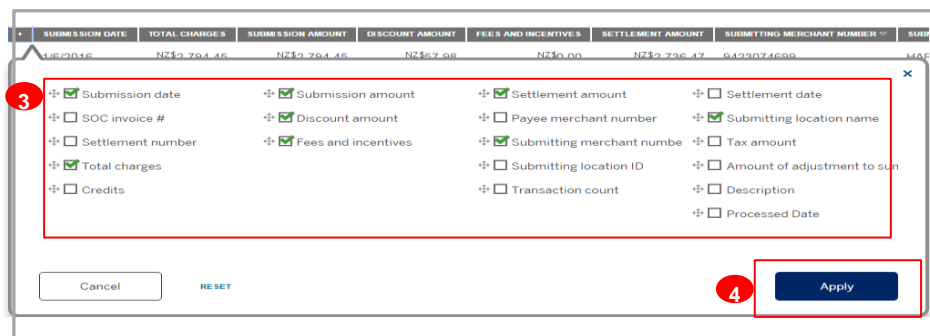 + SUBMISSION DATE TOTAL CHARGES SUBMISSION AMOUNT DISCOUNT AMOUNT FEES AND INCENTIVES SETTLEMENT AMOUNT SUBMITTING MERCHANT NUMBER
1/6/2016 NZ$2,794.45 NZ$2,794.45 NZ$57.98 NZ$0.00 NZ$2,736.47 9423074699
×
3
Submission date Submission amount Settlement amount Settlement date
SOC invoice # Discount amount Payee merchant number Submitting location name
Settlement number Fees and incentives Submitting merchant numbe Tax amount
Total charges Submitting location ID Amount of adjustment to sun
Credits Transaction count Description
Processed Date
Cancel RESET 4 Apply